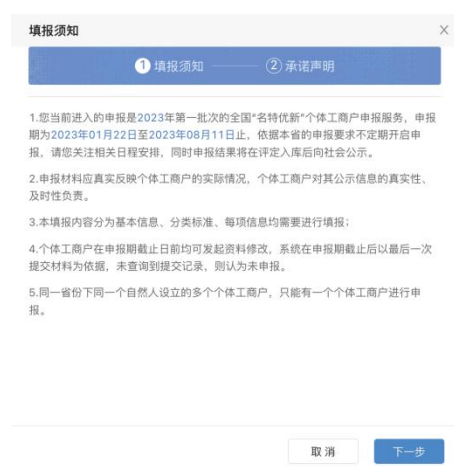 填报须知
1 填报须知 2 承诺声明
1.您当前进入的申报是2023年第一批次的全国“名特优新”个体工商户申报服务，申报
期为2023年01月22日至2023年08月11日止，依据本省的申报要求不定期开启申
报，请您关注相关日程安排，同时申报结果将在评定入库后向社会公示。
2.申报材料应真实反映个体工商户的实际情况，个体工商户对其公示信息的真实性、
及时性负责。
3.本填报内容分为基本信息、分类标准、每项信息均需要进行填报；
4.个体工商户在申报期截止日前均可发起资料修改，系统在申报期截止后以最后一次
提交材料为依据，未查询到提交记录，则认为未申报。
5.同一省份下同一个自然人设立的多个个体工商户，只能有一个个体工商户进行申
报。
取消 下一步